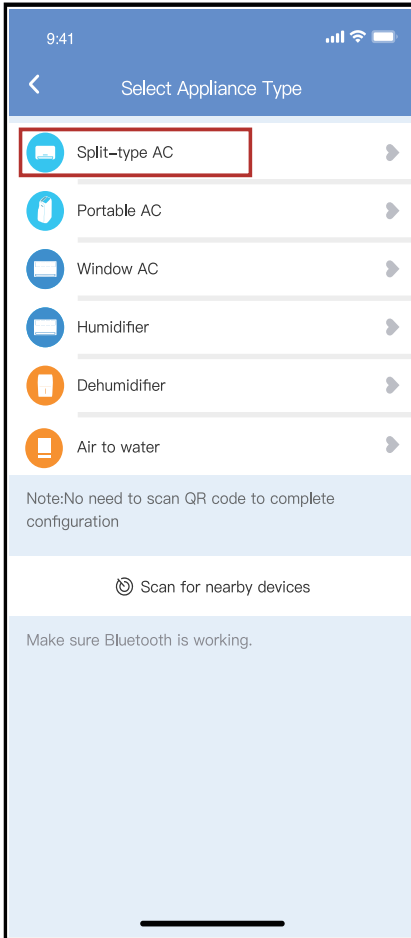 9:41
Select Appliance Type
Split-type AC
Portable AC
Window AC
Humidifier
Dehumidifier
Air to water
Note:No need to scan QR code to complete
configuration
Scan for nearby devices
Make sure Bluetooth is working.